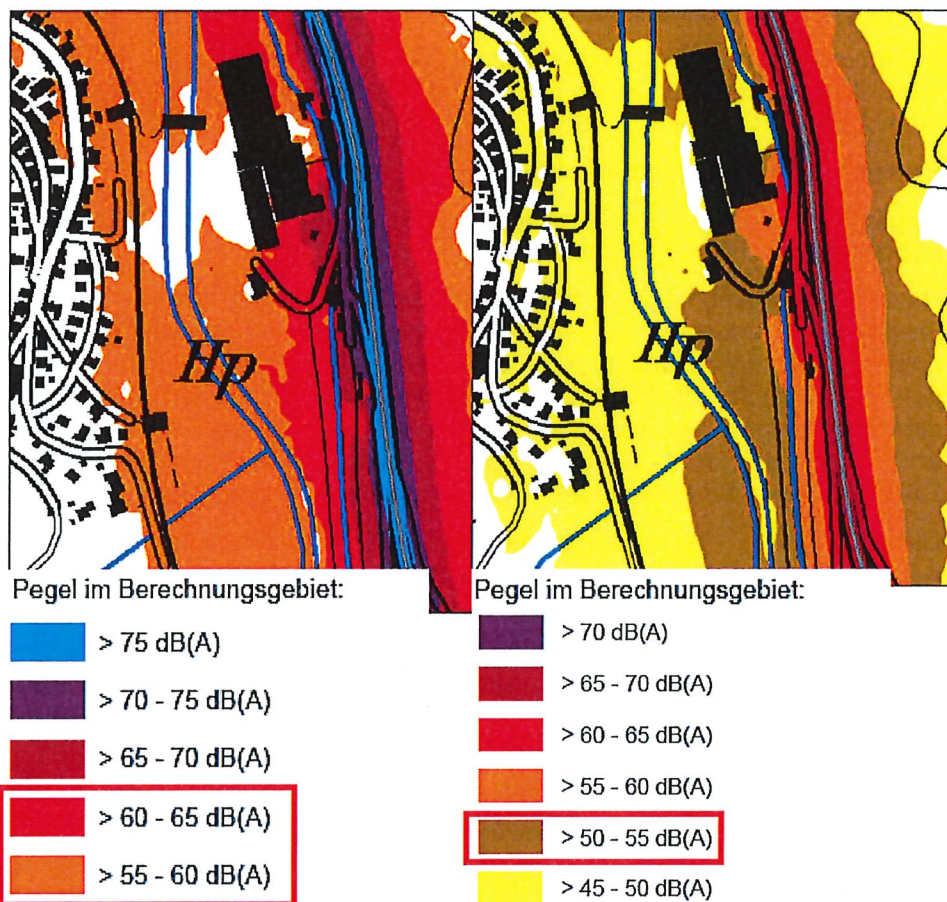 Hp
Hp
Pegel im Berechnungsgebiet:
> 75 dB(A)
> 70 - 75 dB(A)
> 65 - 70 dB(A)
> 60 - 65 dB(A)
> 55 - 60 dB(A)
Pegel im Berechnungsgebiet:
> 70 dB(A)
> 65 - 70 dB(A)
> 60 - 65 dB(A)
> 55 - 60 dB(A)
> 50 - 55 dB(A)
> 45 - 50 dB(A)